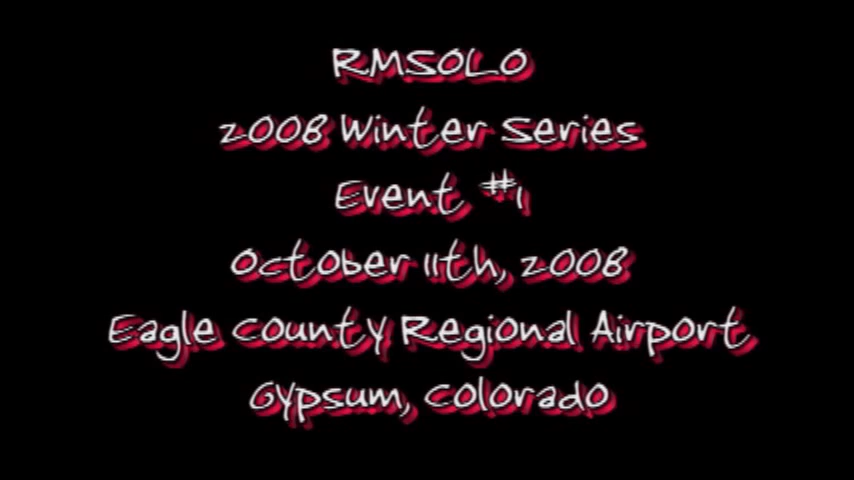 RMSOLO
2008 Winter Series
Event #1
October 11th, 2008
Eagle County Regional Airport
Gypsum, Colorado